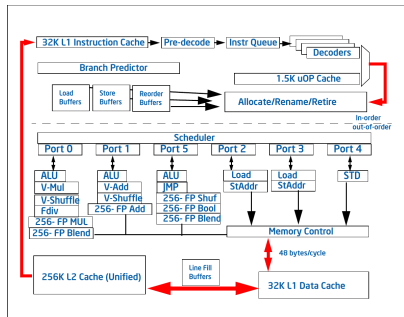 32K L1 Instruction Cache
Pre-decode
Instr Queue
Decoders
Branch Predictor
1.5K uOP Cache
Load
Buffers
Store
Buffers
Reorder
Buffers
Allocate/Rename/Retire
In-order
out-of-order
Scheduler
Port 0
Port 1
Port 5
Port 2
Port 3
Port 4
ALU
V-Mul
V-Shuffle
Fdiv
256- FP MUL
256- FP Blend
ALU
V-Add
V-Shuffle
256- FP Add
ALU
JMP
256- FP Shuf
256- FP Bool
256- FP Blend
Load
StAddr
Load
StAddr
STD
Memory Control
48 bytes/cycle
256K L2 Cache (Unified)
Line Fill
Buffers
32K L1 Data Cache